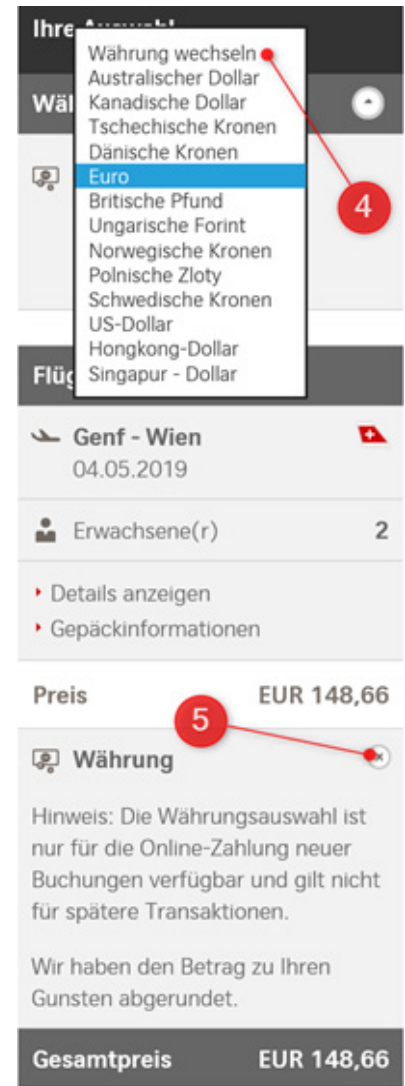 Ihre
Währung wechseln
Australischer Dollar
Kanadische Dollar
Tschechische Kronen
Dänische Kronen
Euro
Britische Pfund
Ungarische Forint
Norwegische Kronen
Polnische Zloty
Schwedische Kronen
US-Dollar
Hongkong-Dollar
Singapur - Dollar
4
Genf - Wien
04.05.2019
Erwachsene(r) 2
Details anzeigen
Gepäckinformationen
Preis EUR 148,66
5
Währung
Hinweis: Die Währungsauswahl ist
nur für die Online-Zahlung neuer
Buchungen verfügbar und gilt nicht
für spätere Transaktionen.
Wir haben den Betrag zu Ihren
Gunsten abgerundet.
Gesamtpreis EUR 148,66